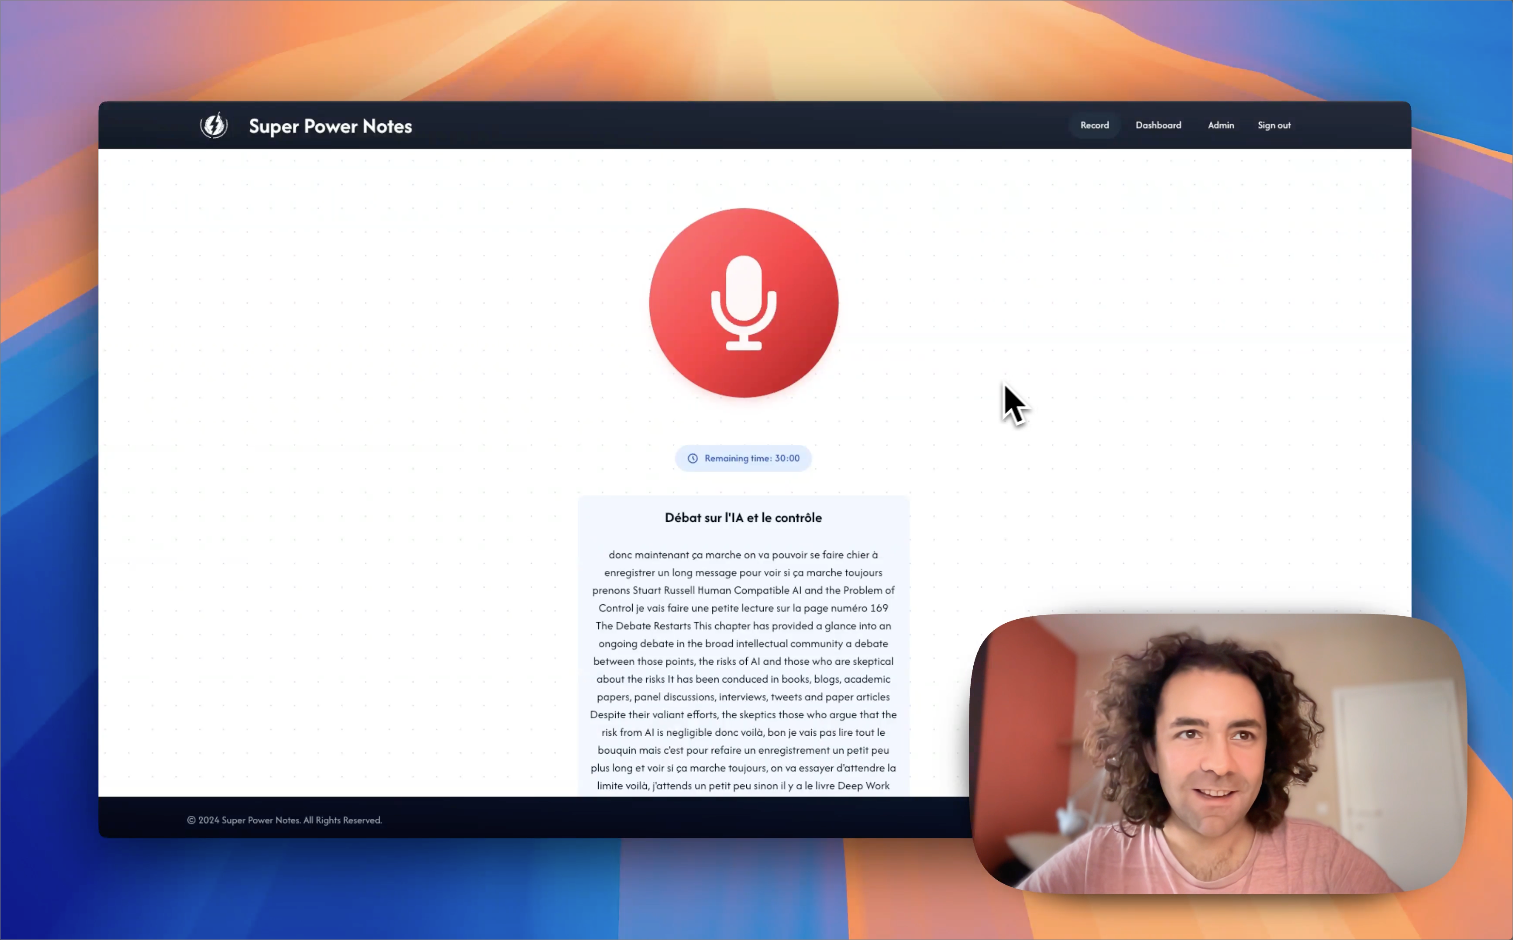 Super Power Notes
Record Dashboard Admin Sign out
Remaining time: 30:00
Débat sur l'IA et le contrôle
donc maintenant ça marche on va pouvoir se faire chier à
enregistrer un long message pour voir si ça marche toujours
prenons Stuart Russell Human Compatible AI and the Problem of
Control je vais faire une petite lecture sur la page numéro 169
The Debate Restarts This chapter has provided a glance into an
ongoing debate in the broad intellectual community a debate
between those points, the risks of AI and those who are skeptical
about the risks It has been conduced in books, blogs, academic
papers, panel discussions, interviews, tweets and paper articles
Despite their valiant efforts, the skeptics those who argue that the
risk from AI is negligible donc voilà, bon je vais pas lire tout le
bouquin mais c'est pour refaire un enregistrement un petit peu
plus long et voir si ça marche toujours, on va essayer d'attendre la
limite voilà, j'attends un petit peu sinon il y a le livre Deep Work
© 2024 Super Power Notes. All Rights Reserved.